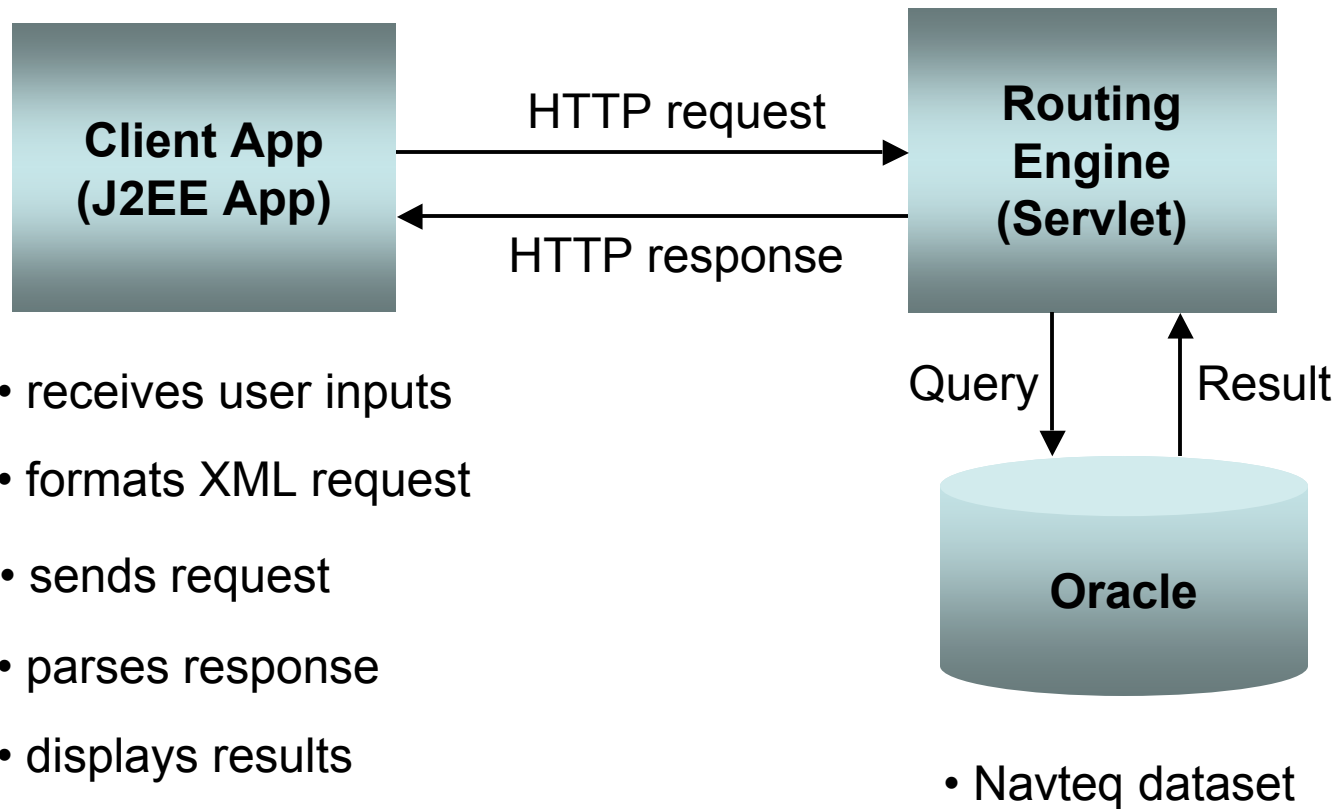 Client App
(J2EE App)
HTTP request
HTTP response
Routing
Engine
(Servlet)
Query
Result
Oracle
• Navteq dataset
• receives user inputs
• formats XML request
• sends request
• parses response
• displays results